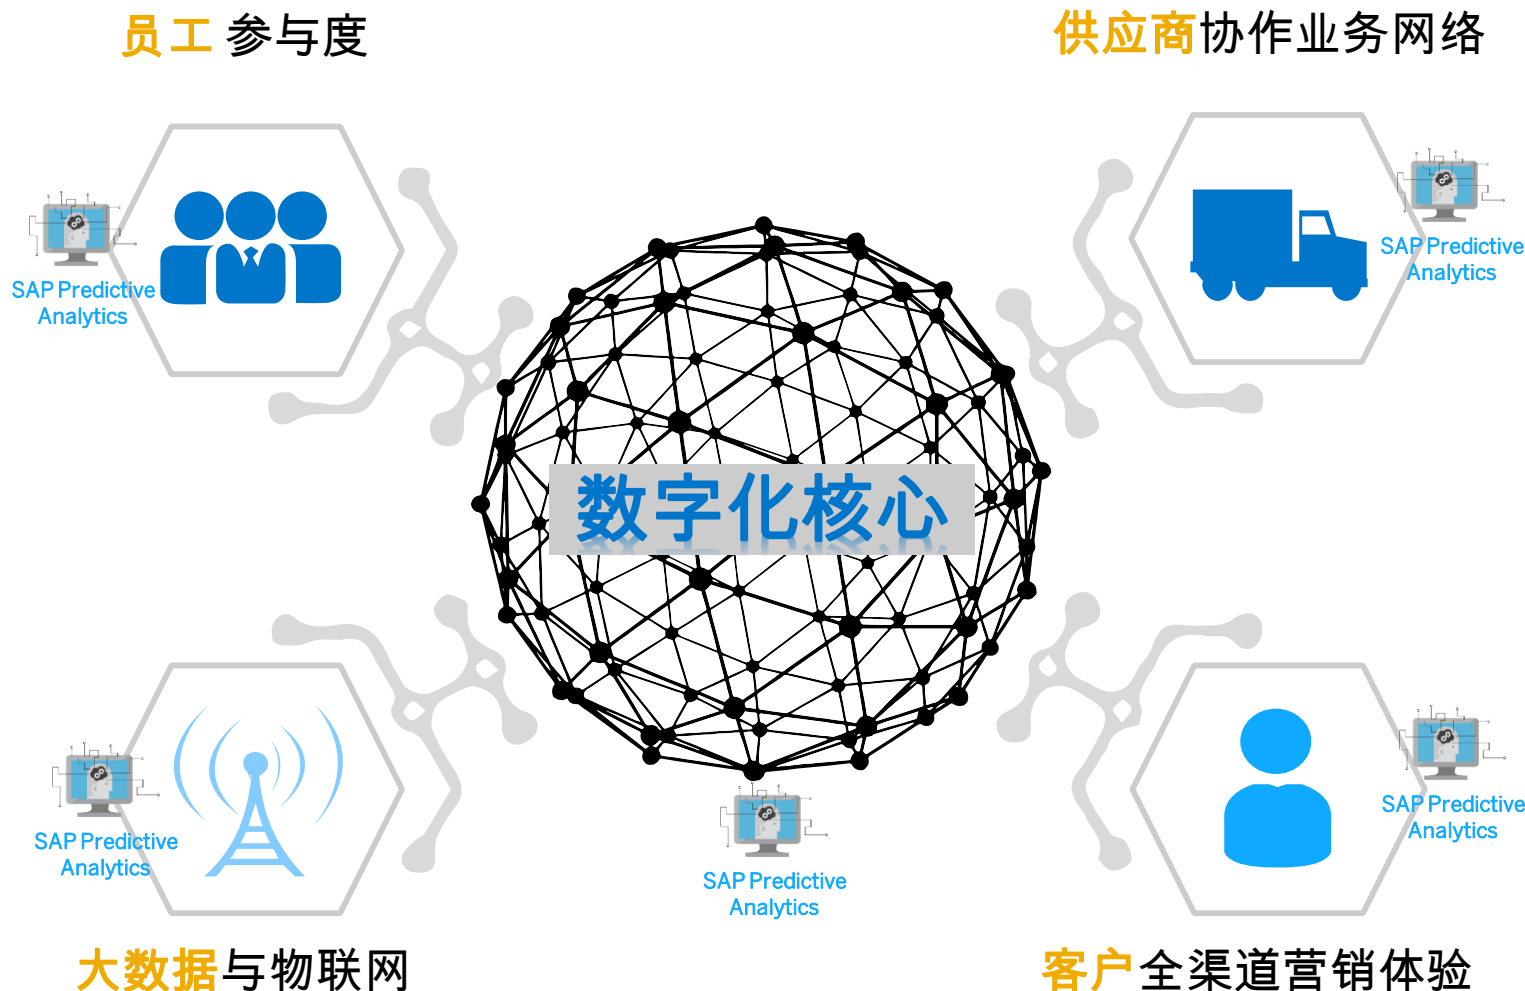 员工 参与度
供应商协作业务网络
SAP Predictive
Analytics
SAP Predictive
Analytics
数字化核心
SAP Predictive
Analytics
SAP Predictive
Analytics
SAP Predictive
Analytics
大数据与物联网
客户全渠道营销体验